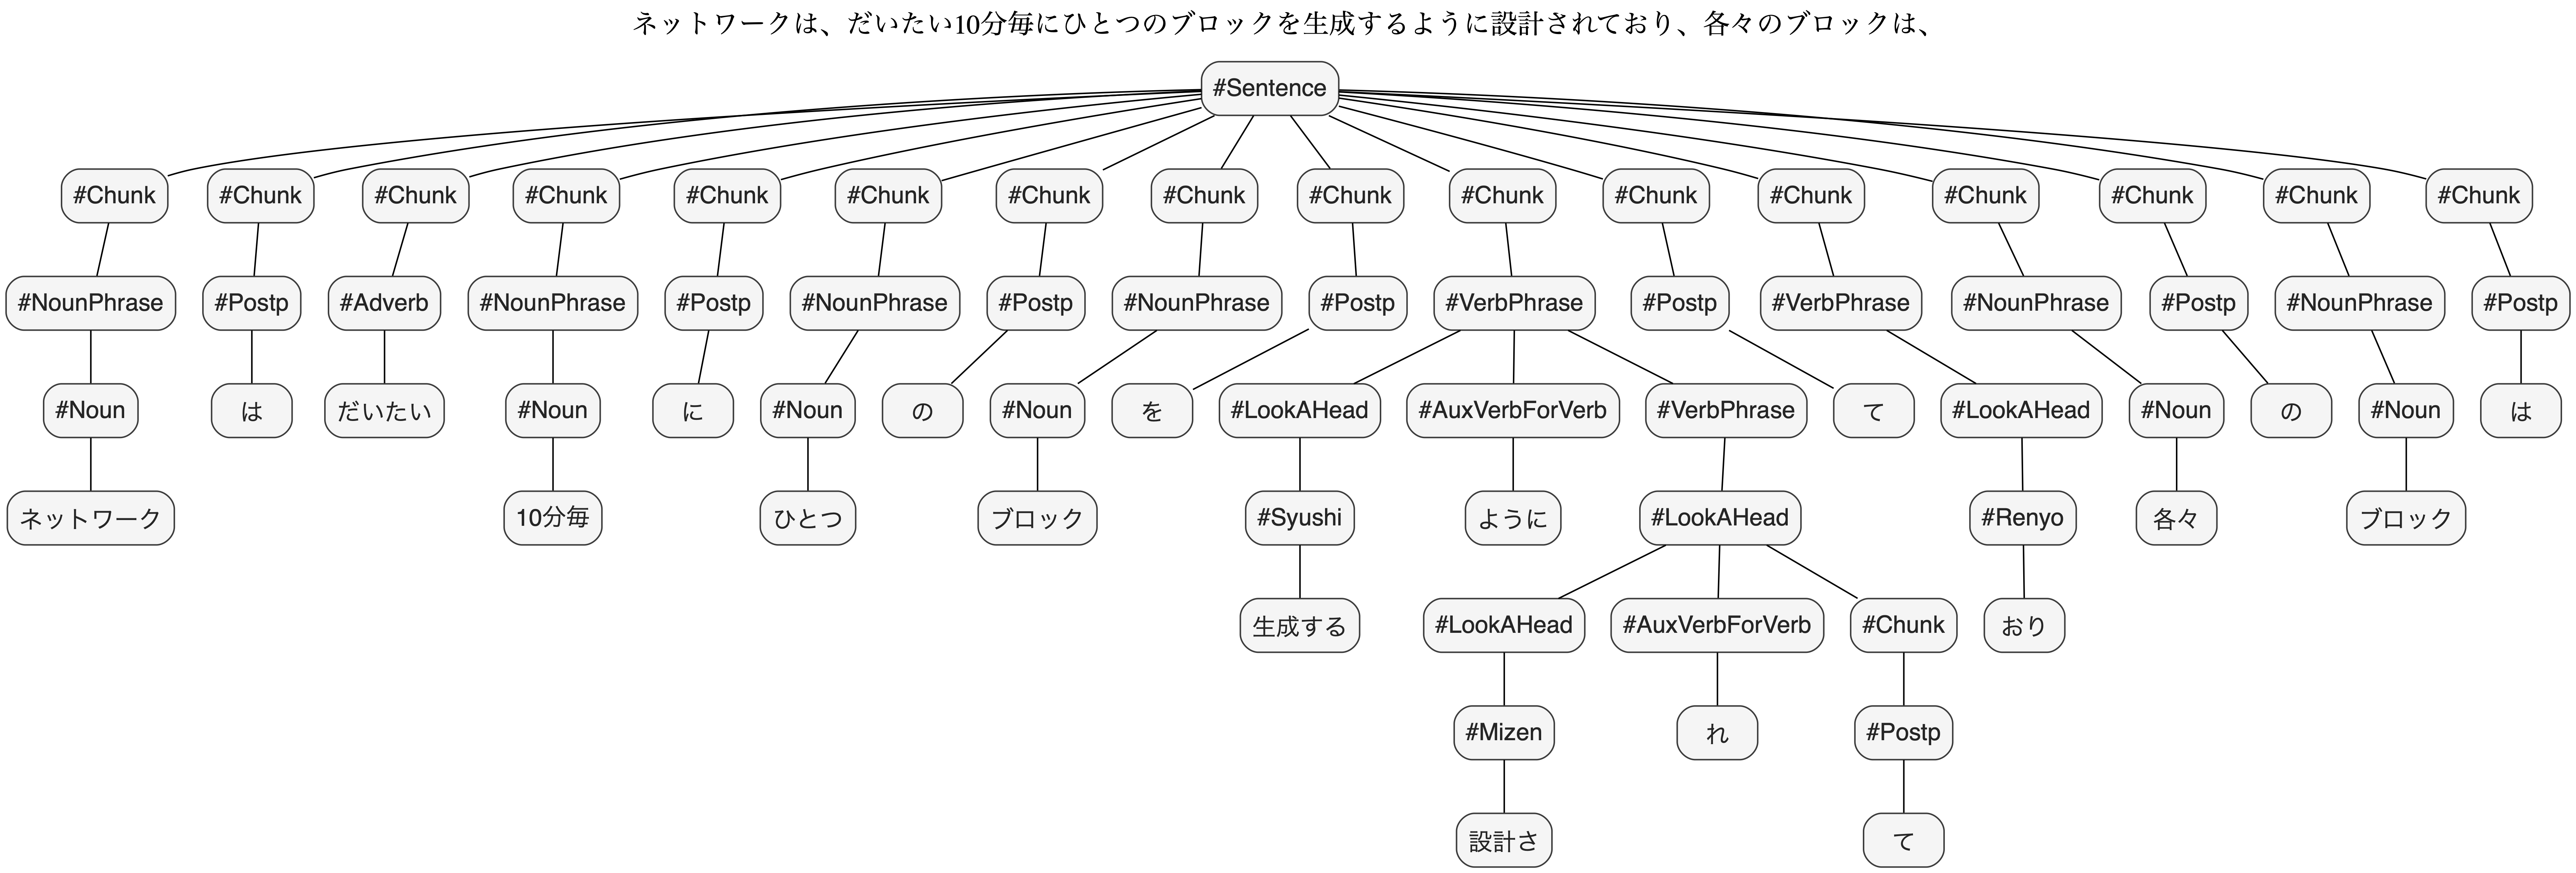 ネットワークは、だいたい10分毎にひとつのブロックを生成するように設計されており、各々のブロックは、
#Sentence
#Chunk #Chunk #Chunk #Chunk #Chunk #Chunk #Chunk #Chunk #Chunk #Chunk #Chunk #Chunk #Chunk #Chunk #Chunk #Chunk
#NounPhrase #Postp #Adverb #NounPhrase #Postp #NounPhrase #Postp #NounPhrase #Postp #VerbPhrase #Postp #VerbPhrase #NounPhrase #Postp #NounPhrase #Postp
#Noun は だいたい #Noun に #Noun の #Noun を #LookAHead #AuxVerbForVerb #VerbPhrase て #LookAHead #Noun の #Noun は
ネットワーク 10分毎 ひとつ ブロック #Syushi ように #LookAHead #Renyo 各々 ブロック
生成する #LookAHead #AuxVerbForVerb #Chunk おり
#Mizen れ #Postp
設計さ て